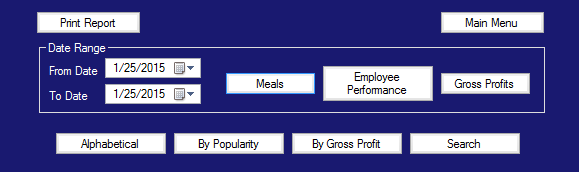 Print Report
Main Menu
Date Range
From Date 1/25/2015
To Date 1/25/2015
Meals
Employee
Performance
Gross Profits
Alphabetical
By Popularity
By Gross Profit
Search